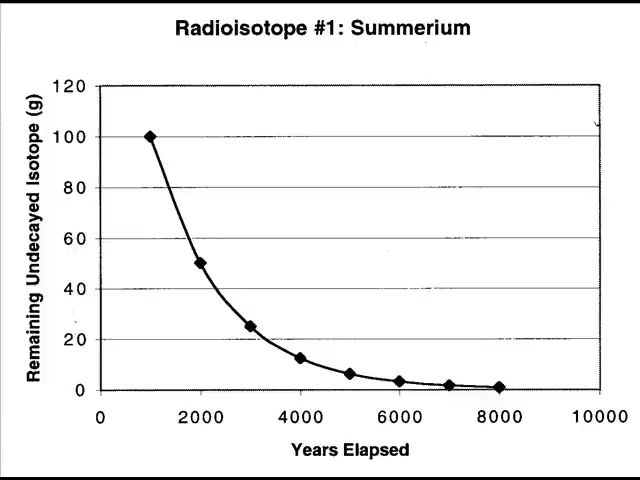 Radioisotope #1: Summerium
Remaining Undecayed Isotope (g)
120
100
80
60
40
20
0
0 2000 4000 6000 8000 10000
Years Elapsed